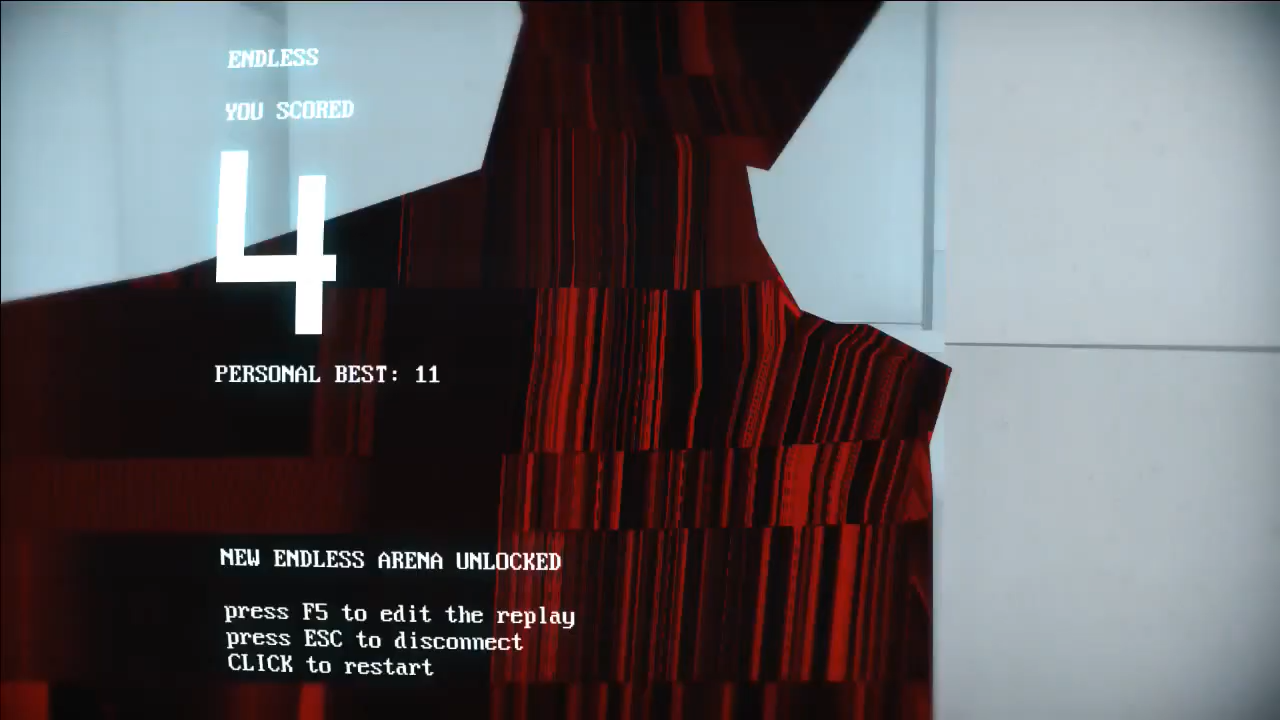 ENDLESS
YOU SCORED
4
PERSONAL BEST: 11
NEW ENDLESS ARENA UNLOCKED
press F5 to edit the replay
press ESC to disconnect
CLICK to restart